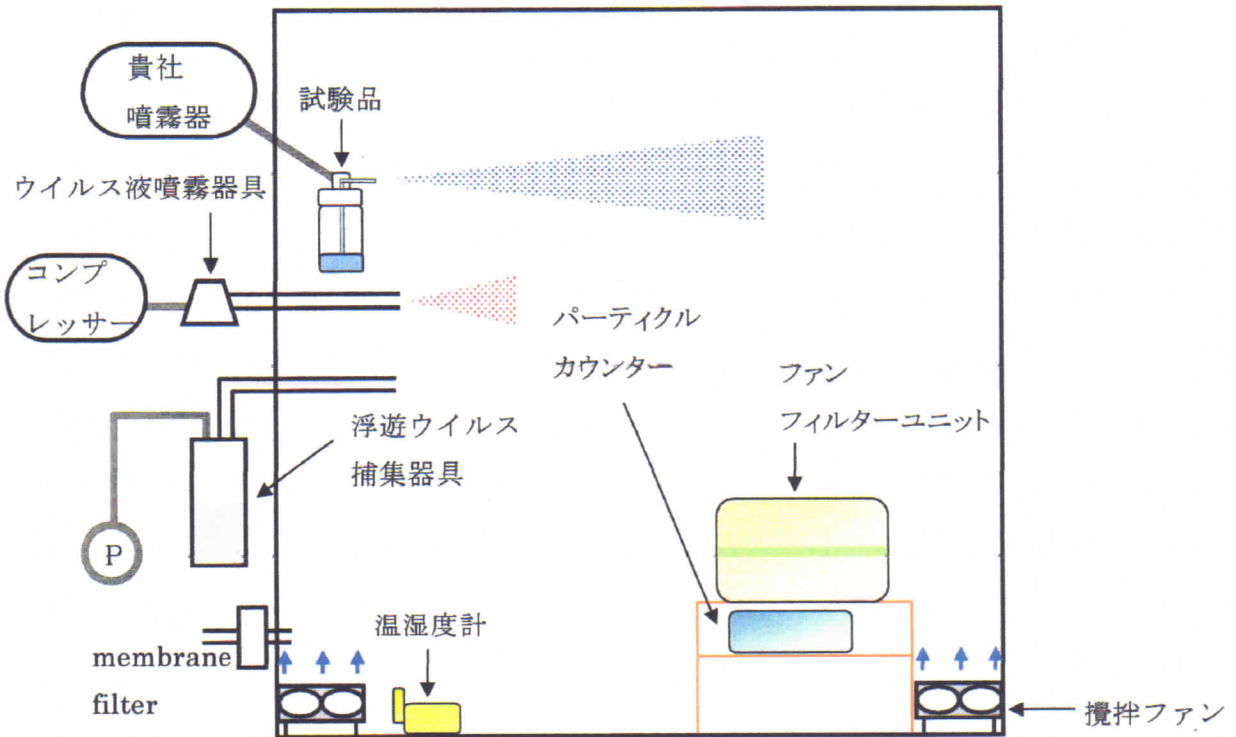 貴社
噴霧器
試験品
ウイルス液噴霧器具
コンプ
レッサー
パーティクル
カウンター
ファン
フィルターユニット
浮遊ウイルス
捕集器具
P
温湿度計
membrane
filter
攪拌ファン